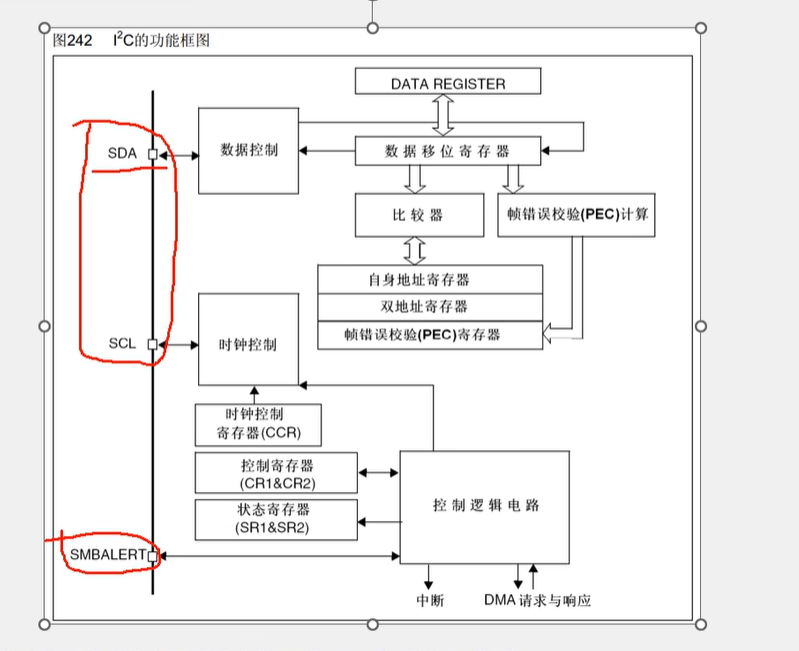 图242 I²C的功能框图
DATA REGISTER
SDA
数据控制
数据移位寄存器
比较器
帧错误校验(PEC)计算
自身地址寄存器
双地址寄存器
帧错误校验(PEC)寄存器
SCL
时钟控制
时钟控制
寄存器(CCR)
控制寄存器
(CR1&CR2)
控制逻辑电路
状态寄存器
(SR1&SR2)
SMBALERT
中断
DMA 请求与响应